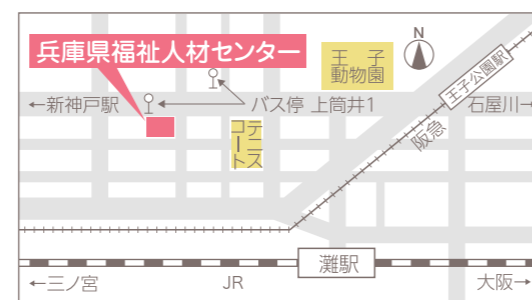 兵庫県福祉人材センター
王子
動物園
N
王子公園駅
←新神戸駅
バス停 上筒井1
石屋川→
阪急
テニス
コート
灘駅
←三ノ宮
JR
大阪→